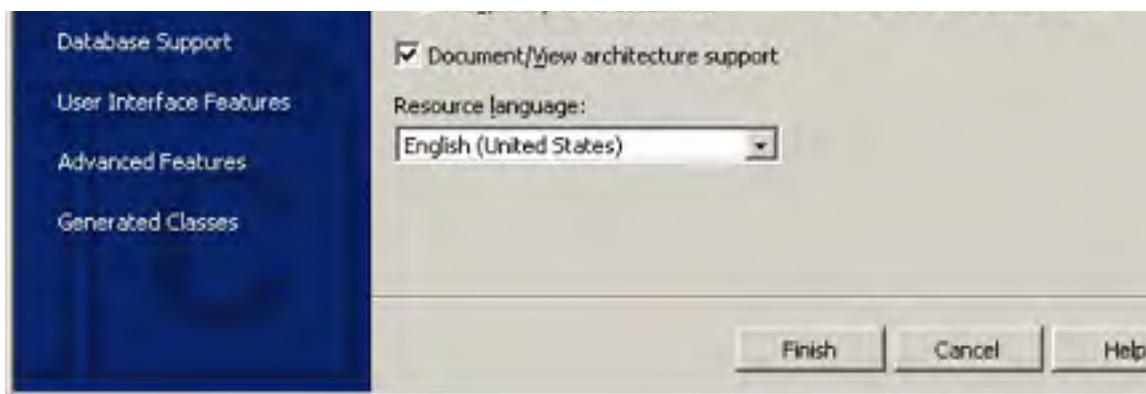 Database Support
User Interface Features
Advanced Features
Generated Classes
Document/View architecture support
Resource language:
English (United States)
Finish
Cancel
Help